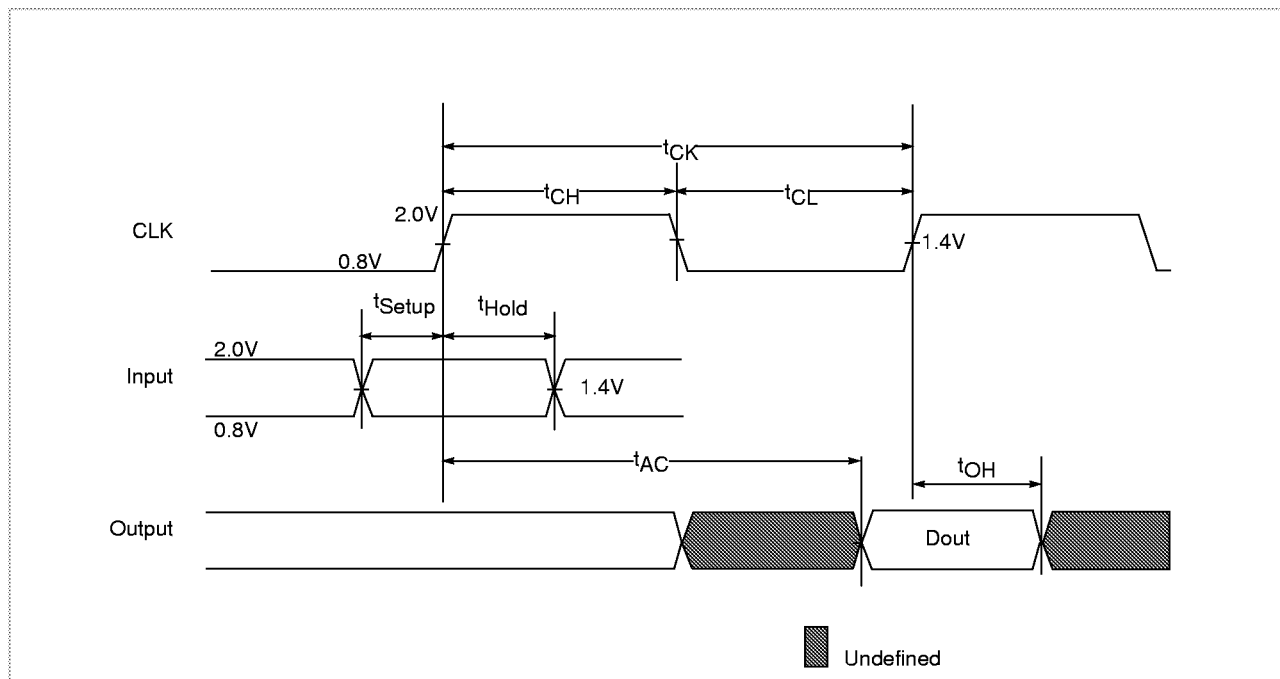 tCK
tCH
tCL
2.0V
CLK
1.4V
0.8V
tSetup
tHold
2.0V
Input
1.4V
0.8V
tAC
tOH
Output
Dout
Undefined